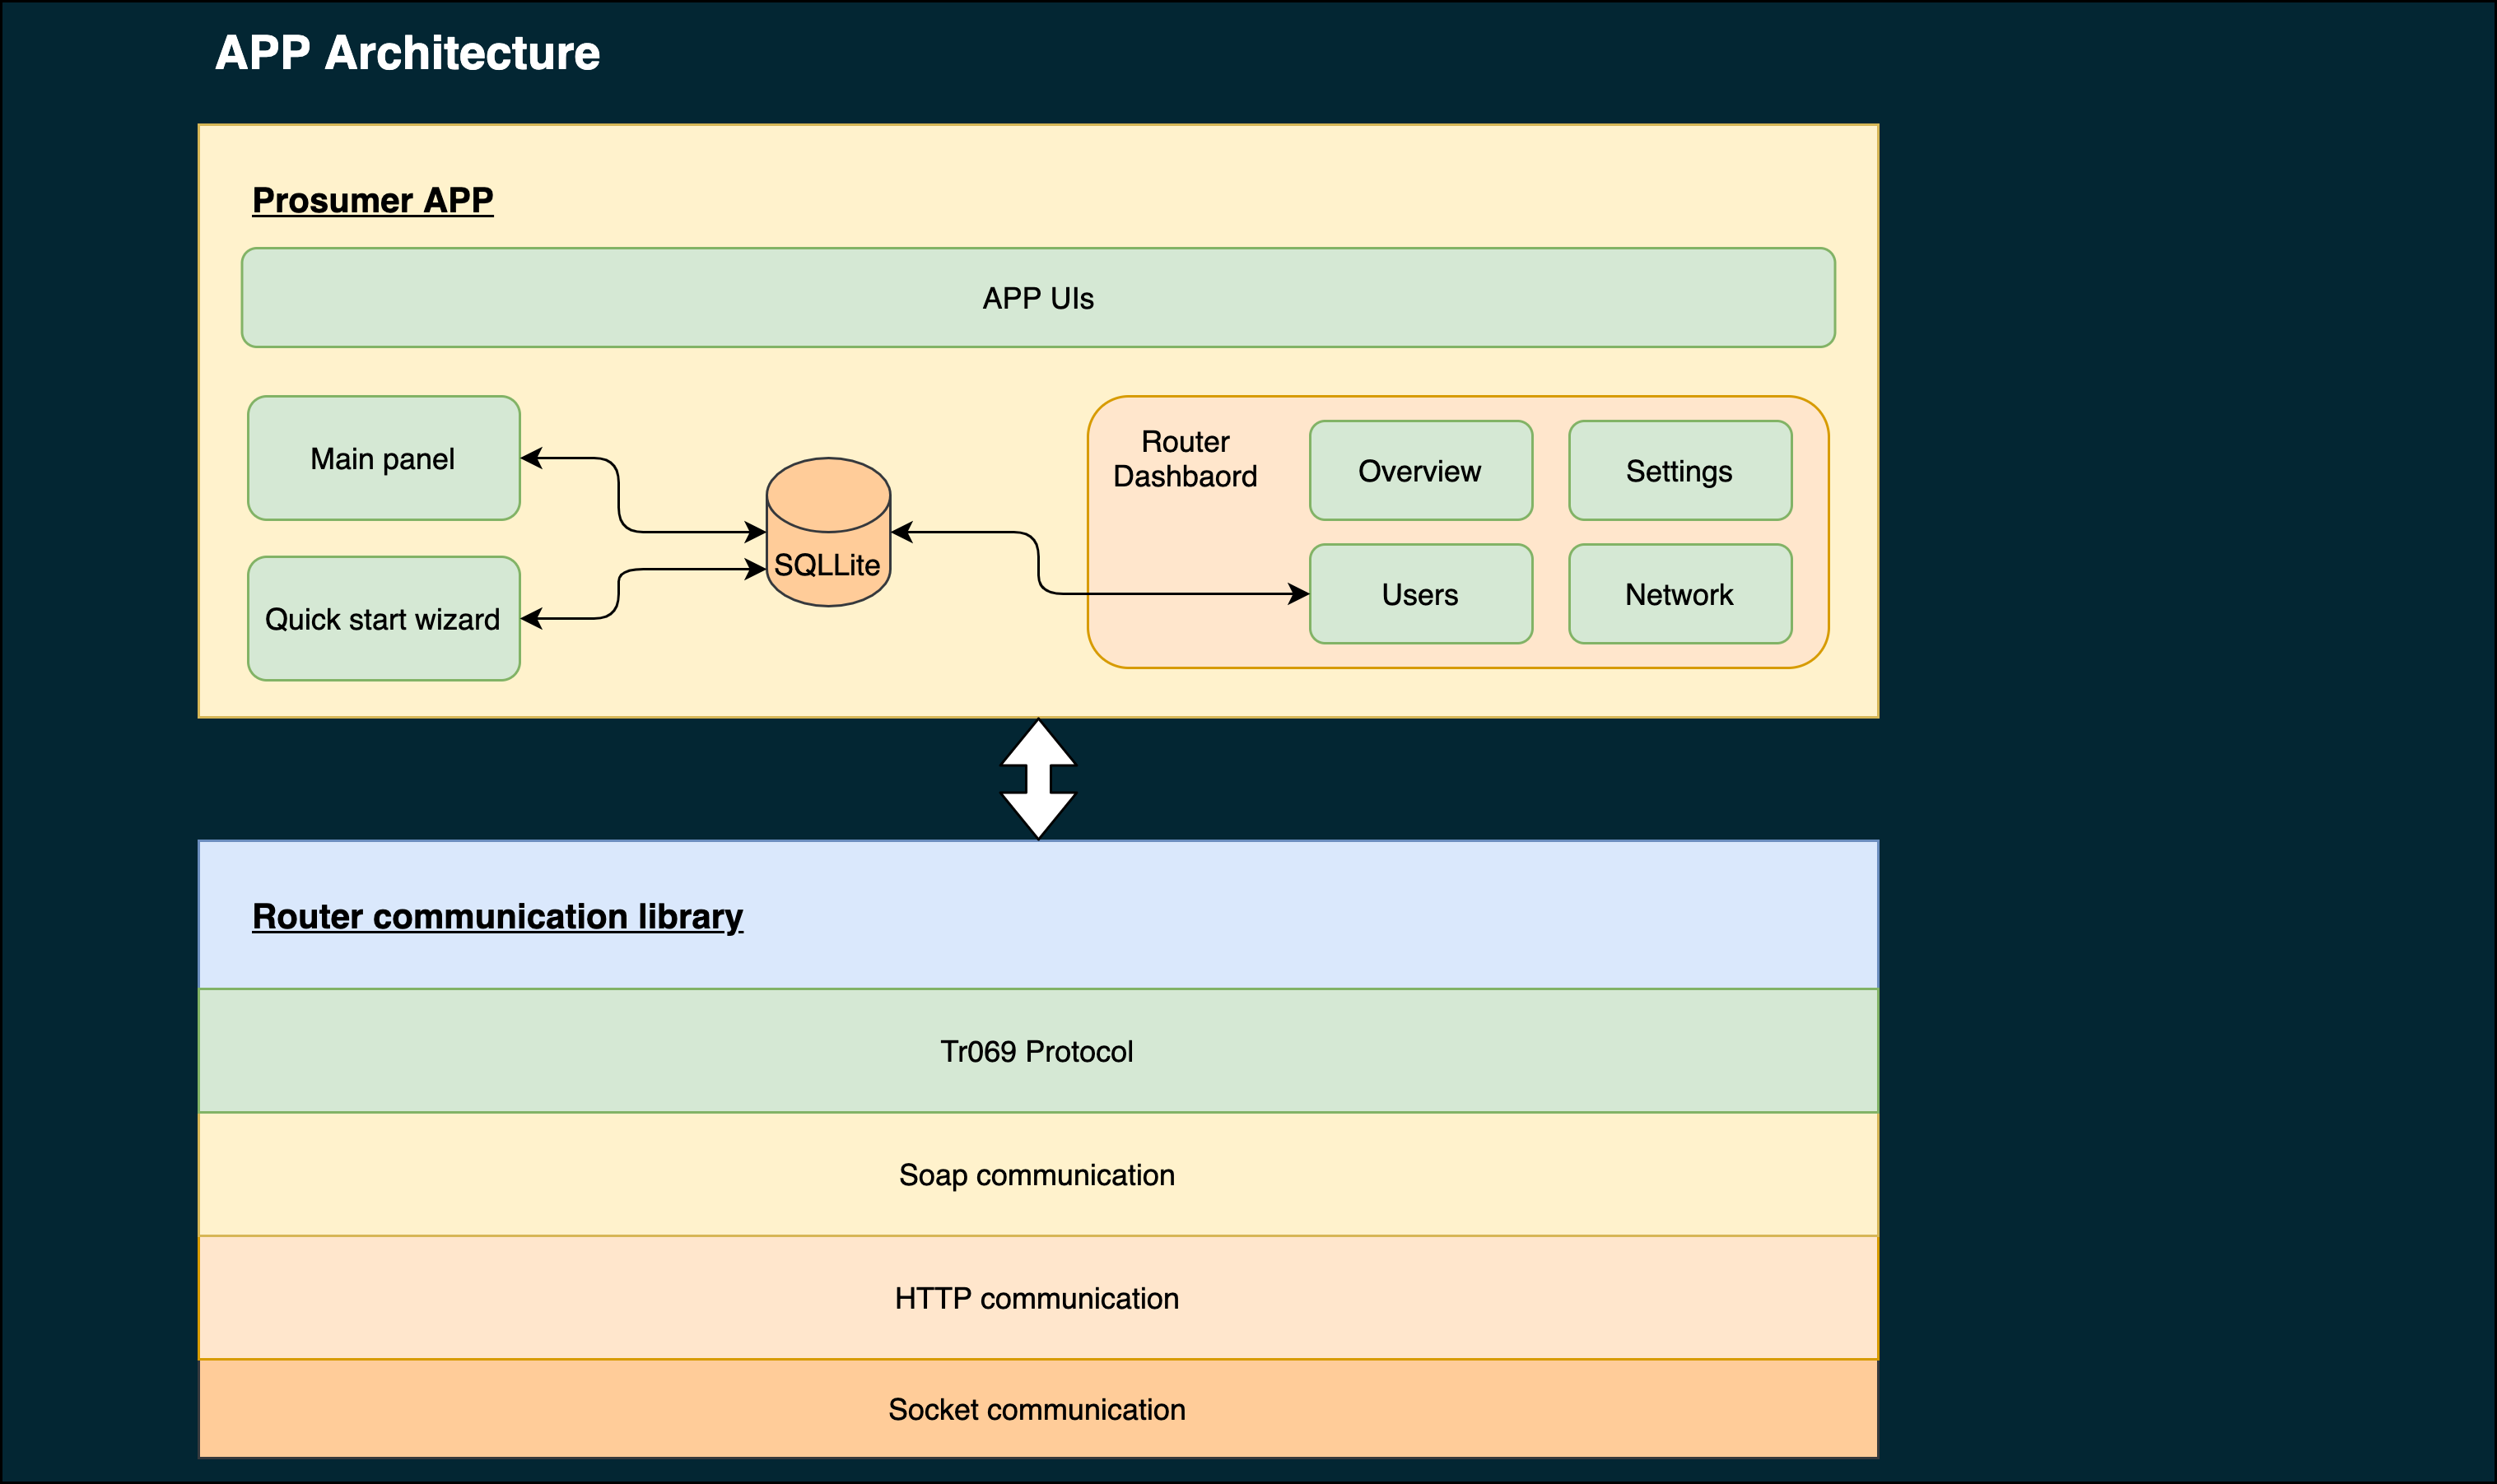 APP Architecture
Prosumer APP
APP UIs
Main panel
Quick start wizard
SQLLite
Router
Dashbaord
Overview
Settings
Users
Network
Router communication library
Tr069 Protocol
Soap communication
HTTP communication
Socket communication